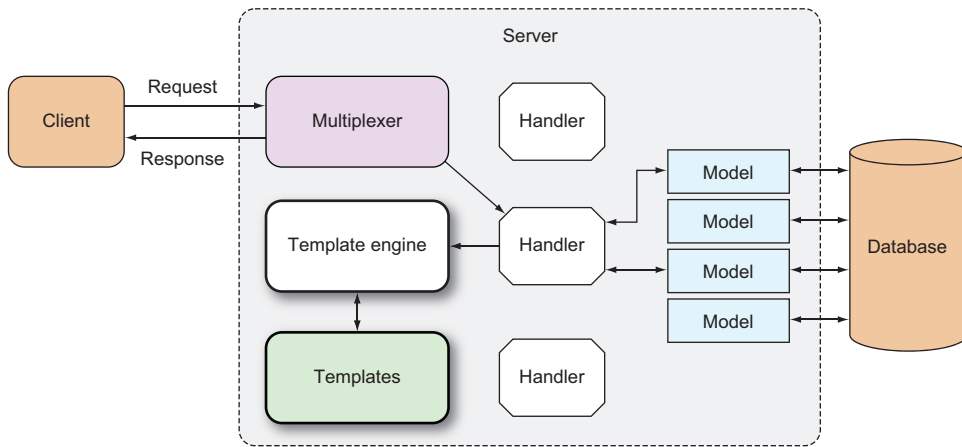 Server
Request
Client
Multiplexer
Handler
Response
Model
Model
Template engine
Handler
Database
Model
Model
Templates
Handler